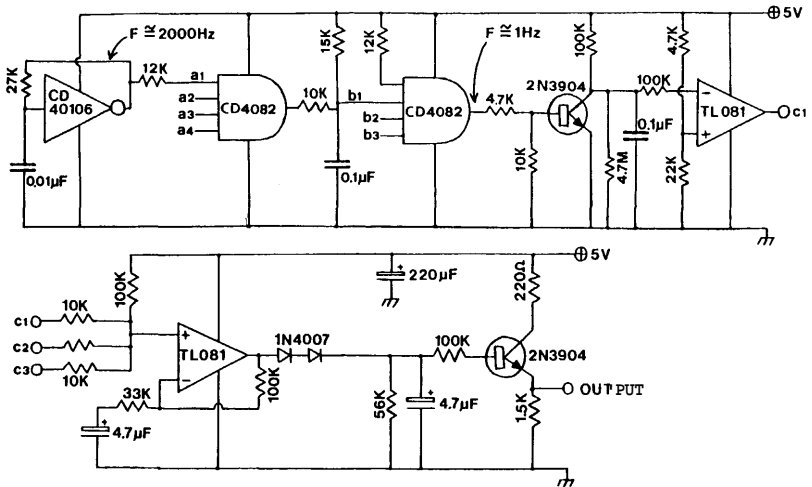 F ≅ 2000Hz
27K
CD
40106
0.01µF
12K
a1
a2
a3
a4
CD4082
10K
15K
b1
0.1µF
12K
CD4082
b2
b3
F ≅ 1Hz
4.7K
10K
2N3904
100K
4.7M
0.1µF
100K
4.7K
22K
-
+
TL081
C1
⊕5V
⊕5V
C1
C2
C3
10K
10K
100K
+
-
TL081
33K
+
4.7µF
100K
1N4007
+
220µF
56K
+
4.7µF
100K
220Ω
2N3904
OUTPUT
1.5K